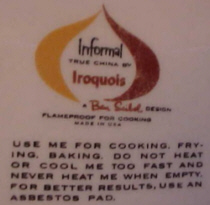 Informal
TRUE CHINA BY
Iroquois
Ben Seibel DESIGN
FLAMEPROOF FOR COOKING
MADE IN USA
USE ME FOR COOKING, FRY-
ING, BAKING. DO NOT HEAT
OR COOL ME TOO FAST AND
NEVER HEAT ME WHEN EMPTY.
FOR BETTER RESULTS, USE AN
ASBESTOS PAD.